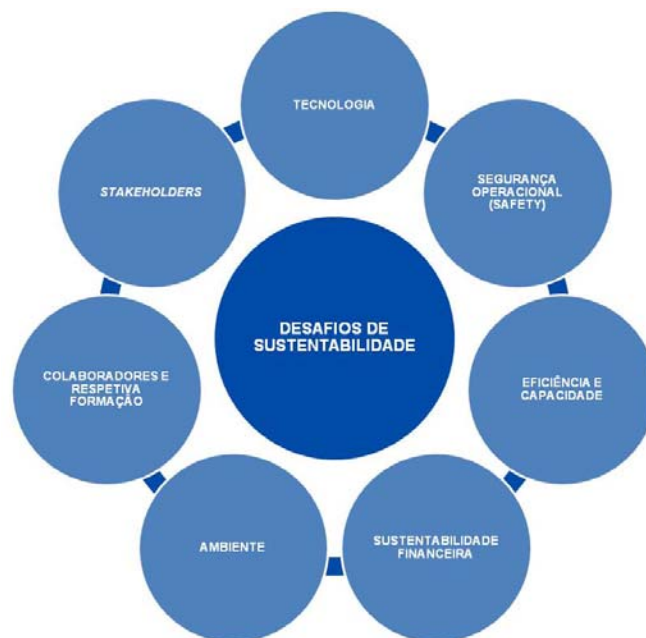 TECNOLOGIA
SEGURANÇA
OPERACIONAL
(SAFETY)
EFICIÊNCIA E
CAPACIDADE
SUSTENTABILIDADE
FINANCEIRA
AMBIENTE
COLABORADORES E
RESPETIVA
FORMAÇÃO
STAKEHOLDERS
DESAFIOS DE
SUSTENTABILIDADE